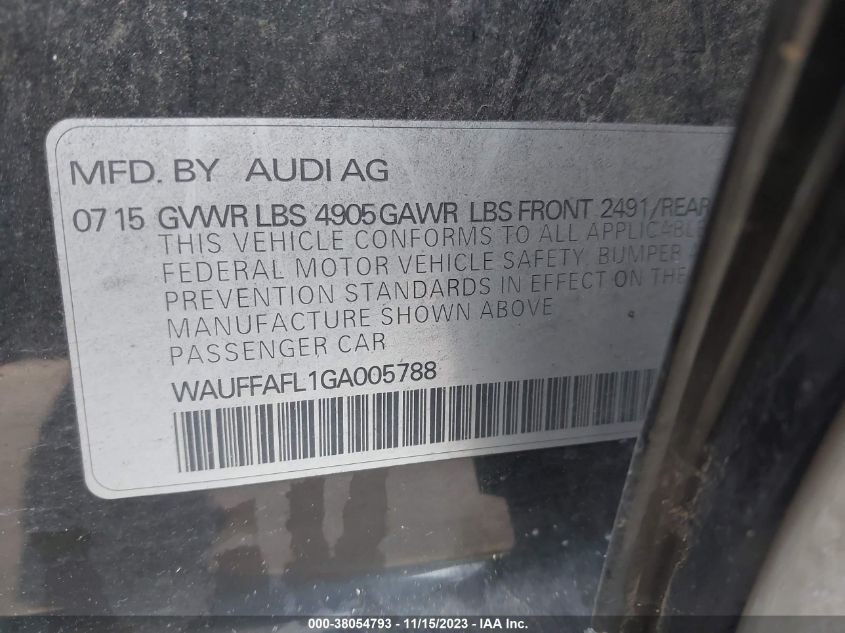 MFD. BY AUDI AG
07 15 GVWR LBS 4905 GAWR LBS FRONT 2491/REAR
THIS VEHICLE CONFORMS TO ALL APPLICABLE
FEDERAL MOTOR VEHICLE SAFETY, BUMPER
PREVENTION STANDARDS IN EFFECT ON THE
MANUFACTURE SHOWN ABOVE
PASSENGER CAR
WAUFFAFL1GA005788
000-38054793 - 11/15/2023 - IAA Inc.